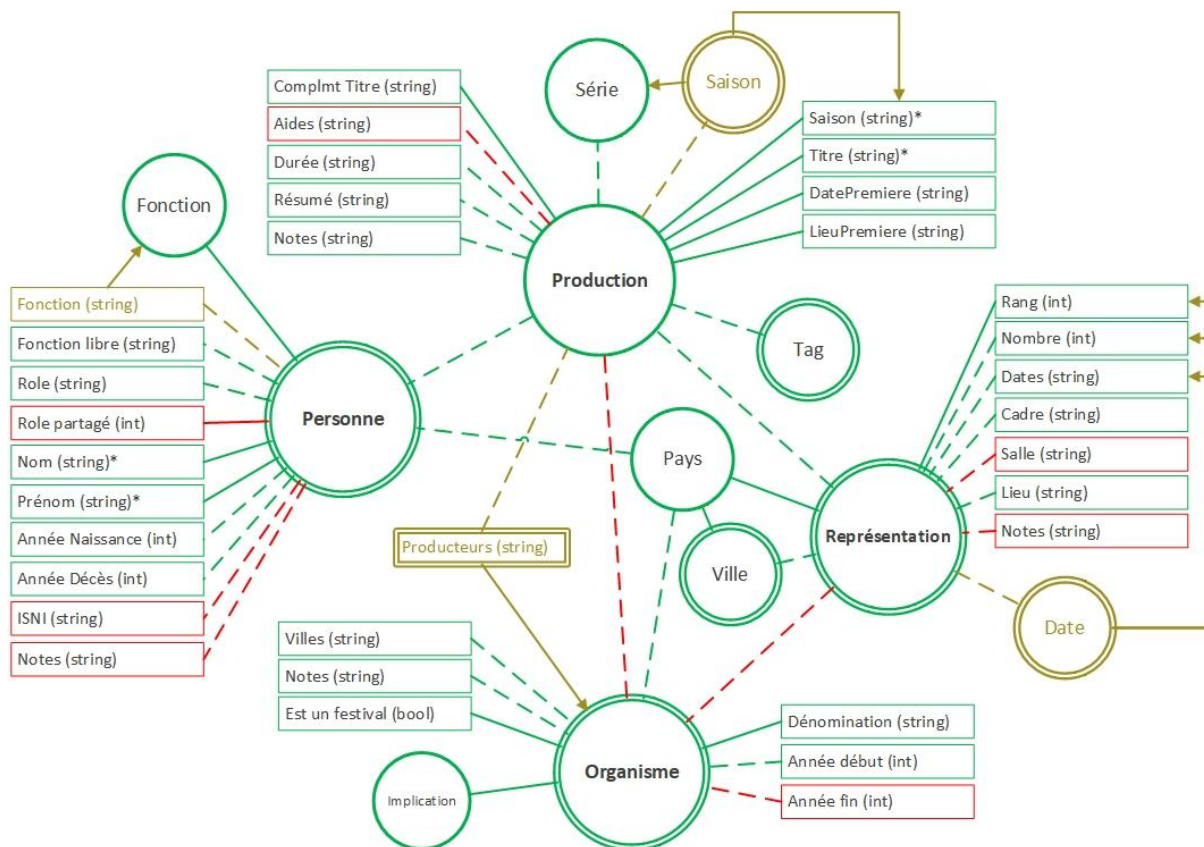 Complmt Titre (string)
Aides (string)
Durée (string)
Résumé (string)
Notes (string)
Série
Saison
Saison (string)*
Titre (string)*
DatePremiere (string)
LieuPremiere (string)
Production
Fonction
Fonction (string)
Fonction libre (string)
Role (string)
Role partagé (int)
Nom (string)*
Prénom (string)*
Année Naissance (int)
Année Décès (int)
ISNI (string)
Notes (string)
Personne
Tag
Pays
Ville
Producteurs (string)
Rang (int)
Nombre (int)
Dates (string)
Cadre (string)
Salle (string)
Lieu (string)
Notes (string)
Représentation
Date
Villes (string)
Notes (string)
Est un festival (bool)
Implication
Organisme
Dénomination (string)
Année début (int)
Année fin (int)